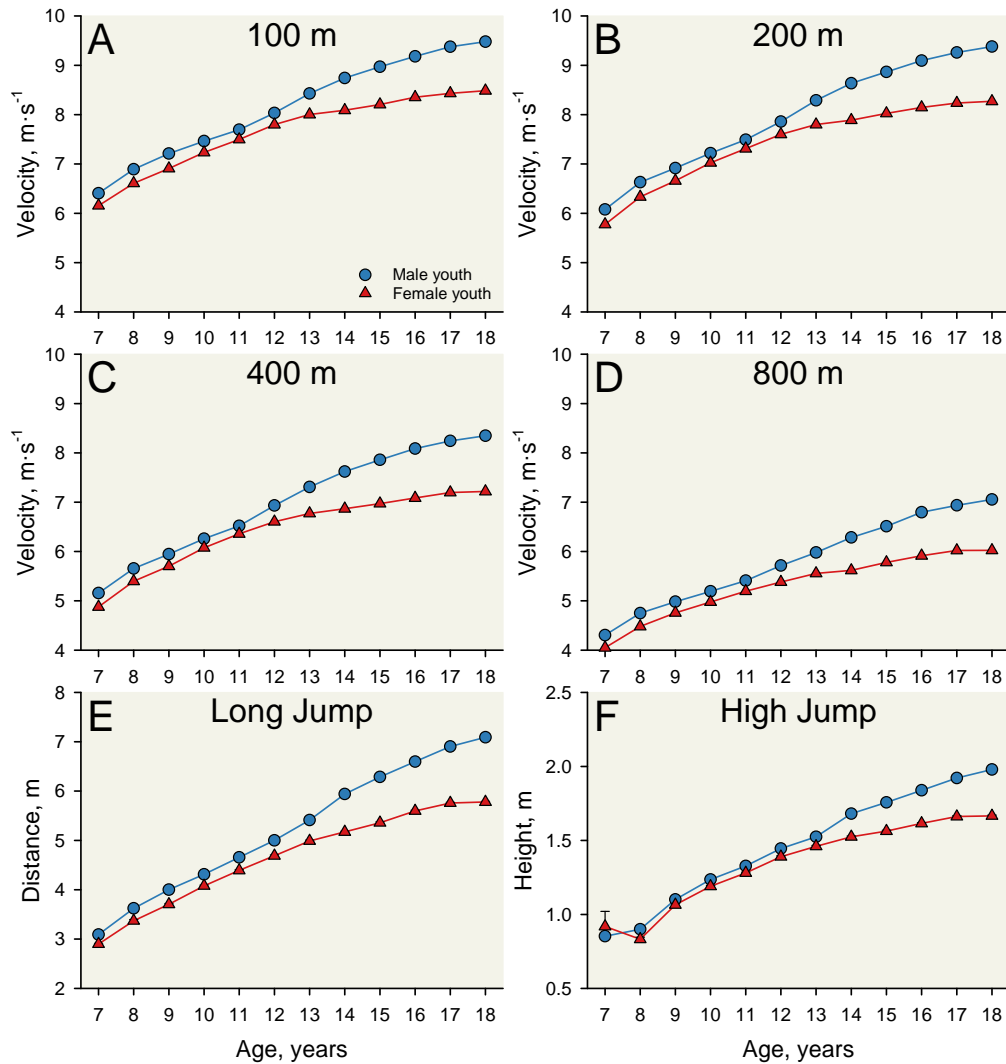 A
100 m
Velocity, m·s-1
10
9
8
7
6
5
4
Male youth
Female youth
7 8 9 10 11 12 13 14 15 16 17 18
B
200 m
Velocity, m·s-1
10
9
8
7
6
5
4
7 8 9 10 11 12 13 14 15 16 17 18
C
400 m
Velocity, m·s-1
10
9
8
7
6
5
4
7 8 9 10 11 12 13 14 15 16 17 18
D
800 m
Velocity, m·s-1
10
9
8
7
6
5
4
7 8 9 10 11 12 13 14 15 16 17 18
E
Long Jump
Distance, m
8
7
6
5
4
3
2
7 8 9 10 11 12 13 14 15 16 17 18
Age, years
F
High Jump
Height, m
2.5
2.0
1.5
1.0
0.5
7 8 9 10 11 12 13 14 15 16 17 18
Age, years